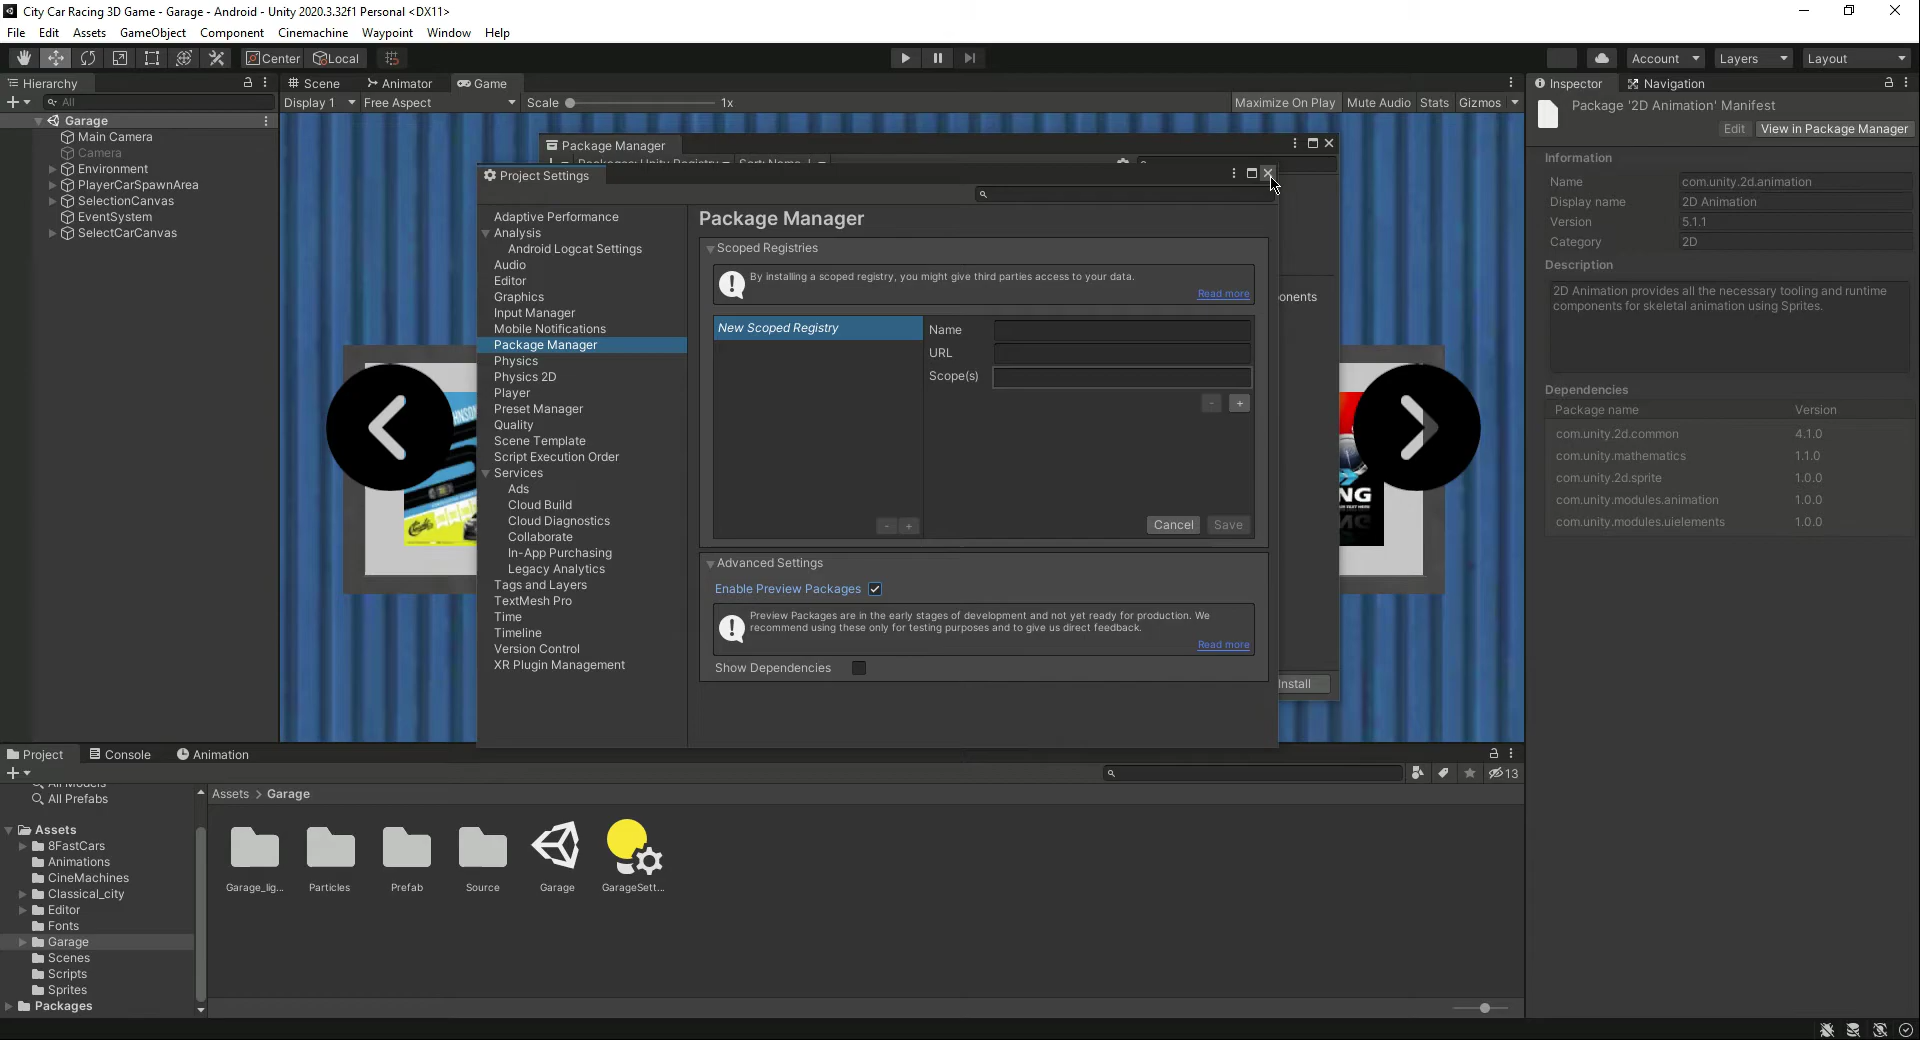 City Car Racing 3D Game - Garage - Android - Unity 2020.3.32f1 Personal <DX11>
File Edit Assets GameObject Component Cinemachine Waypoint Window Help
Center Local
Account Layers Layout
Hierarchy
All
Garage
Main Camera
Camera
Environment
PlayerCarSpawnArea
SelectionCanvas
EventSystem
SelectCarCanvas
Scene Animator Game
Display 1 Free Aspect Scale 1x Maximize On Play Mute Audio Stats Gizmos
Package Manager
Project Settings
Adaptive Performance
Analysis
Android Logcat Settings
Audio
Editor
Graphics
Input Manager
Mobile Notifications
Package Manager
Physics
Physics 2D
Player
Preset Manager
Quality
Scene Template
Script Execution Order
Services
Ads
Cloud Build
Cloud Diagnostics
Collaborate
In-App Purchasing
Legacy Analytics
Tags and Layers
TextMesh Pro
Time
Timeline
Version Control
XR Plugin Management
Package Manager
Scoped Registries
By installing a scoped registry, you might give third parties access to your data.
Read more
New Scoped Registry
Name
URL
Scope(s)
- +
- +
Cancel Save
Advanced Settings
Enable Preview Packages
Preview Packages are in the early stages of development and not yet ready for production. We
recommend using these only for testing purposes and to give us direct feedback.
Read more
Show Dependencies
onents
NG
Install
Inspector Navigation
Package '2D Animation' Manifest
Edit View in Package Manager
Information
Name com.unity.2d.animation
Display name 2D Animation
Version 5.1.1
Category 2D
Description
2D Animation provides all the necessary tooling and runtime
components for skeletal animation using Sprites.
Dependencies
Package name Version
com.unity.2d.common 4.1.0
com.unity.mathematics 1.1.0
com.unity.2d.sprite 1.0.0
com.unity.modules.animation 1.0.0
com.unity.modules.uielements 1.0.0
Project Console Animation
13
All Prefabs
Assets
8FastCars
Animations
CineMachines
Classical_city
Editor
Fonts
Garage
Scenes
Scripts
Sprites
Packages
Assets > Garage
Garage_lig... Particles Prefab Source Garage GarageSett...